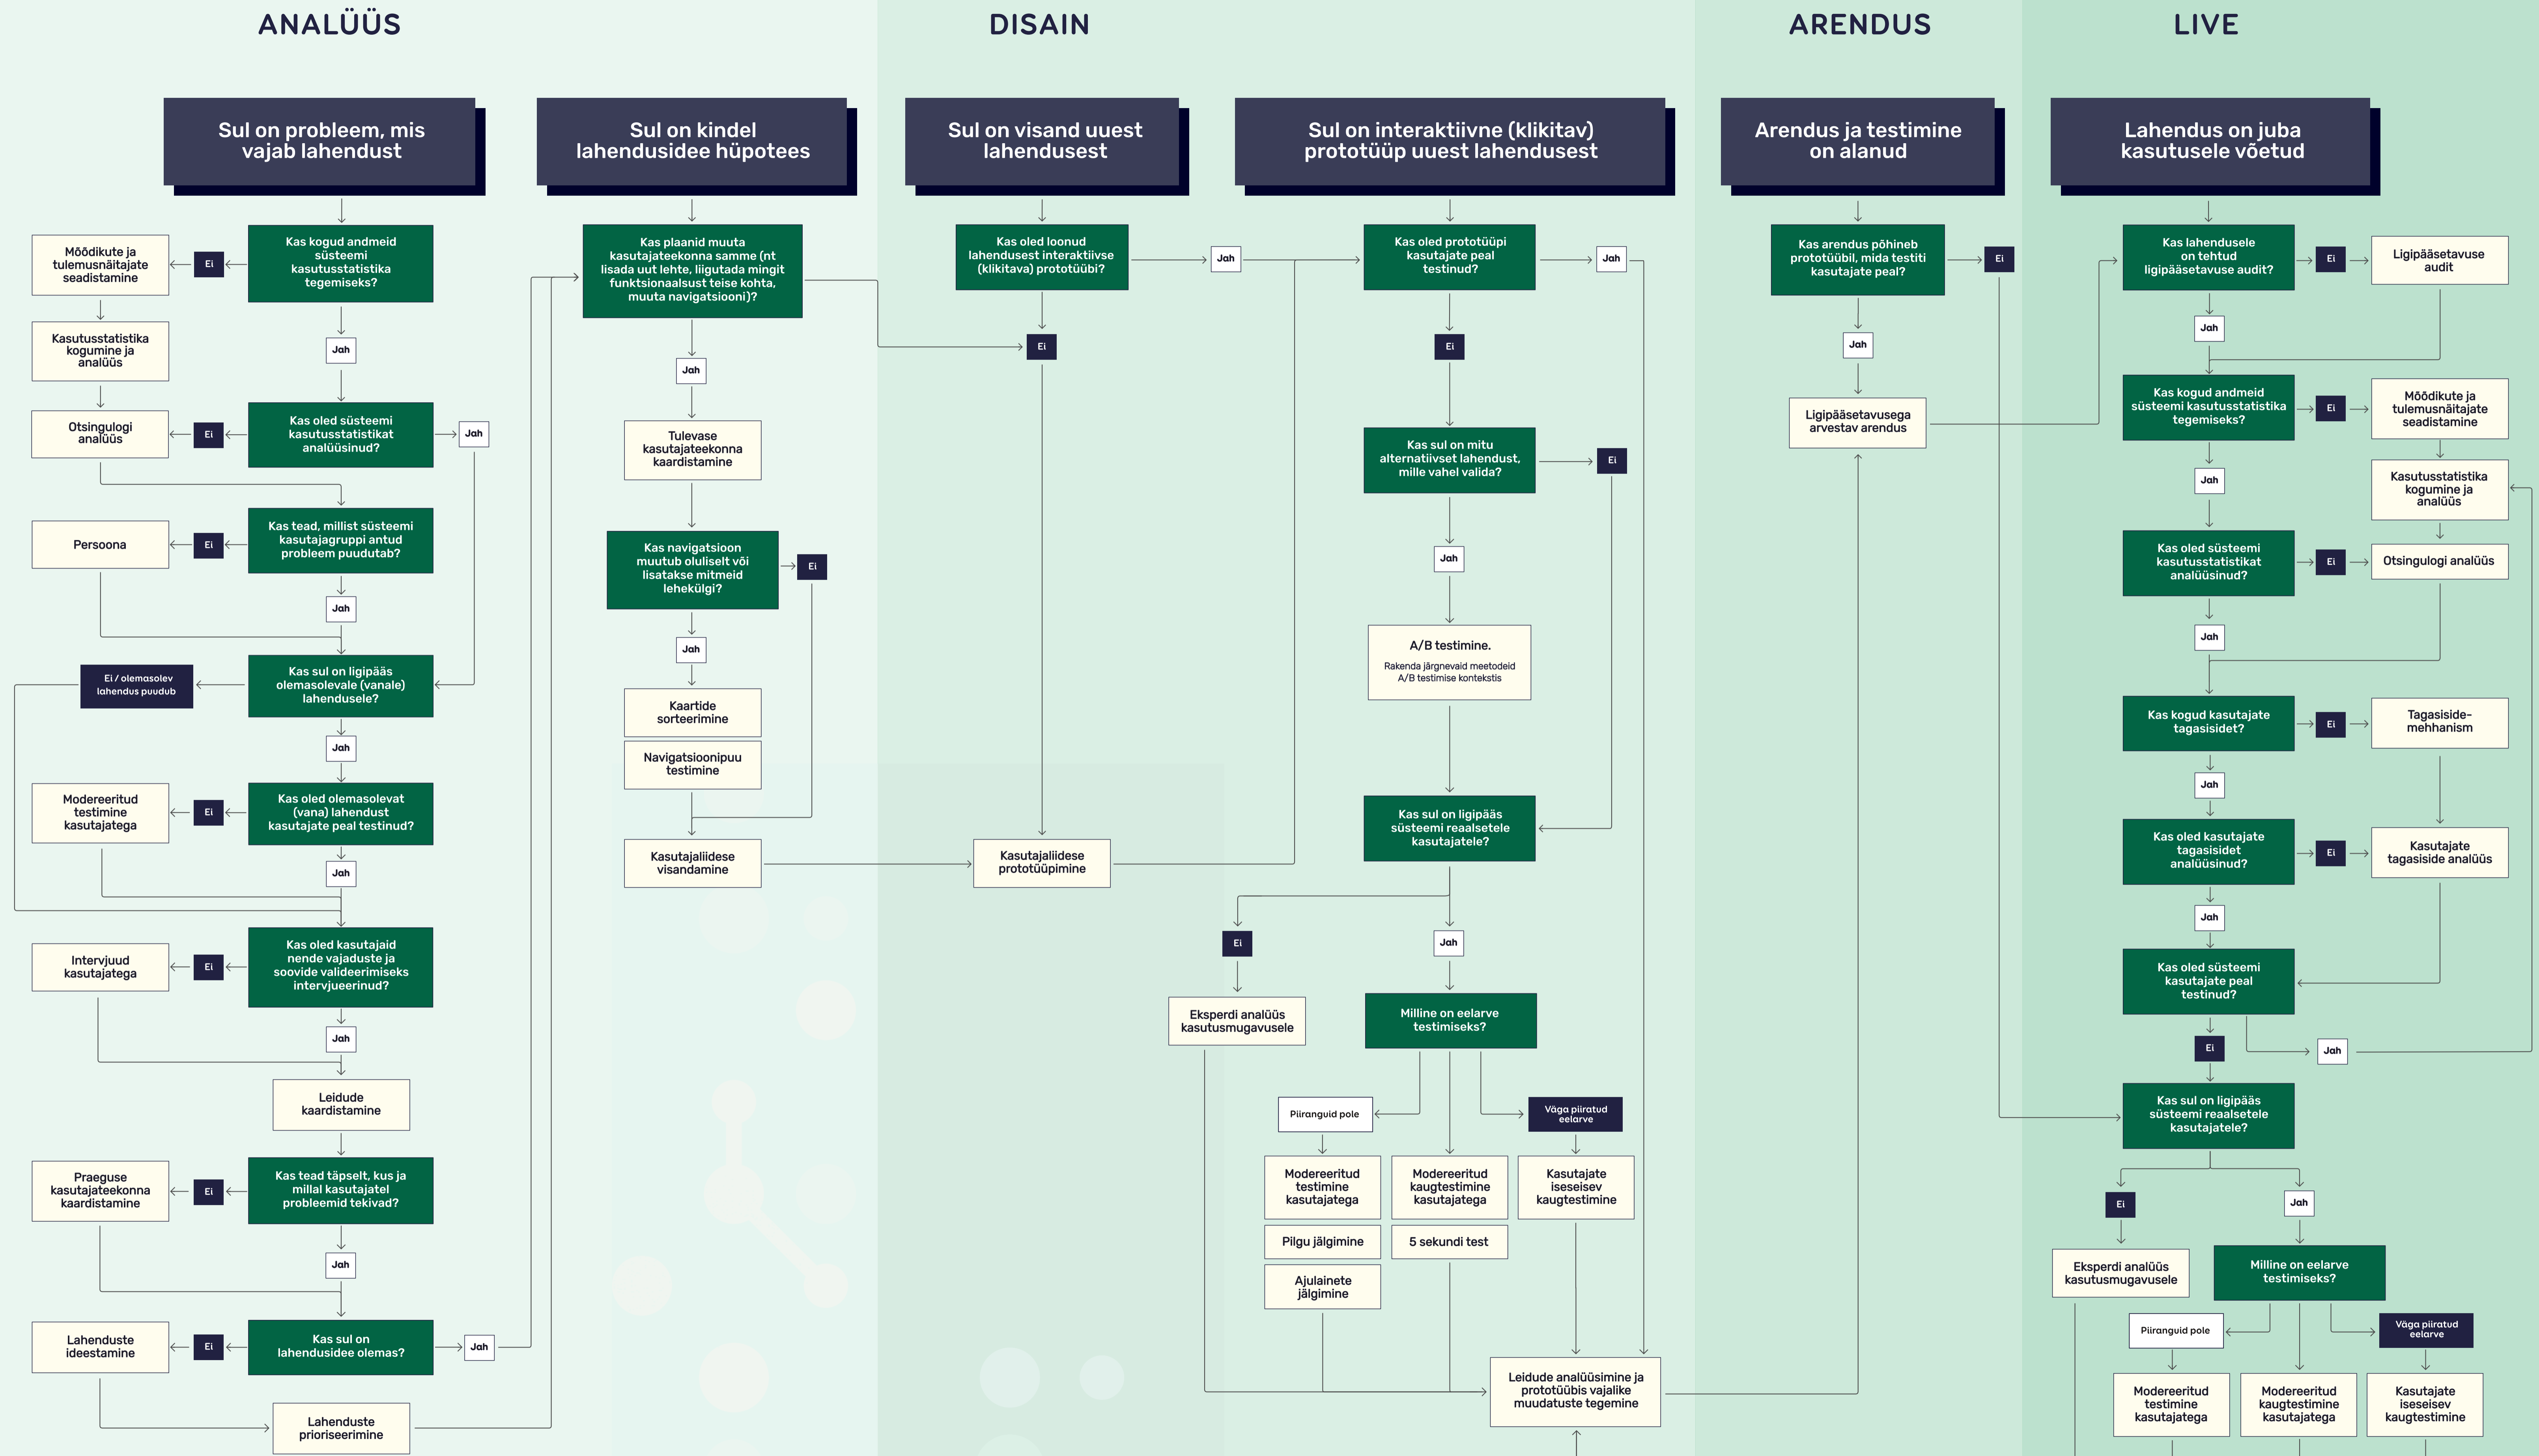 ANALÜÜS
DISAIN
ARENDUS
LIVE
Sul on probleem, mis
vajab lahendust
Kas kogud andmeid
süsteemi
kasutusstatistika
tegemiseks?
Ei
Mõõdikute ja
tulemusnäitajate
seadistamine
Kasutusstatistika
kogumine ja
analüüs
Jah
Kas oled süsteemi
kasutusstatistikat
analüüsinud?
Ei
Otsingulogi
analüüs
Jah
Kas tead, millist süsteemi
kasutajagruppi antud
probleem puudutab?
Ei
Persoona
Jah
Kas sul on ligipääs
olemasolevale (vanale)
lahendusele?
Ei / olemasolev
lahendus puudub
Jah
Kas oled olemasolevat
(vana) lahendust
kasutajate peal testinud?
Ei
Modereeritud
testimine
kasutajatega
Jah
Kas oled kasutajaid
nende vajaduste ja
soovide valideerimiseks
intervjueerinud?
Ei
Intervjuud
kasutajatega
Jah
Leidude
kaardistamine
Kas tead täpselt, kus ja
millal kasutajatel
probleemid tekivad?
Ei
Praeguse
kasutajateekonna
kaardistamine
Jah
Kas sul on
lahendusidee olemas?
Ei
Lahenduste
ideestamine
Jah
Lahenduste
prioriseerimine
Sul on kindel
lahendusidee hüpotees
Kas plaanid muuta
kasutajateekonna samme (nt
lisada uut lehte, liigutada mingit
funktsionaalsust teise kohta,
muuta navigatsiooni)?
Jah
Tulevase
kasutajateekonna
kaardistamine
Kas navigatsioon
muutub oluliselt või
lisatakse mitmeid
lehekülgi?
Ei
Jah
Kaartide
sorteerimine
Navigatsioonipuu
testimine
Kasutajaliidese
visandamine
Sul on visand uuest
lahendusest
Kas oled loonud
lahendusest interaktiivse
(klikitava) prototüübi?
Jah
Ei
Kasutajaliidese
prototüüpimine
Sul on interaktiivne (klikitav)
prototüüp uuest lahendusest
Kas oled prototüüpi
kasutajate peal
testinud?
Jah
Ei
Kas sul on mitu
alternatiivset lahendust,
mille vahel valida?
Ei
Jah
A/B testimine.
Rakenda järgnevaid meetodeid
A/B testimise kontekstis
Kas sul on ligipääs
süsteemi reaalsetele
kasutajatele?
Ei
Jah
Eksperdi analüüs
kasutusmugavusele
Milline on eelarve
testimiseks?
Piiranguid pole
Väga piiratud
eelarve
Modereeritud
testimine
kasutajatega
Modereeritud
kaugtestimine
kasutajatega
Kasutajate
iseseisev
kaugtestimine
Pilgu jälgimine
5 sekundi test
Ajulainete
jälgimine
Leidude analüüsimine ja
prototüübis vajalike
muudatuste tegemine
Arendus ja testimine
on alanud
Kas arendus põhineb
prototüübil, mida testiti
kasutajate peal?
Ei
Jah
Ligipääsetavusega
arvestav arendus
Lahendus on juba
kasutusele võetud
Kas lahendusele
on tehtud
ligipääsetavuse audit?
Ei
Ligipääsetavuse
audit
Jah
Kas kogud andmeid
süsteemi kasutusstatistika
tegemiseks?
Ei
Mõõdikute ja
tulemusnäitajate
seadistamine
Jah
Kasutusstatistika
kogumine ja
analüüs
Kas oled süsteemi
kasutusstatistikat
analüüsinud?
Ei
Otsingulogi analüüs
Jah
Kas kogud kasutajate
tagasisidet?
Ei
Tagasiside-
mehhanism
Jah
Kas oled kasutajate
tagasisidet
analüüsinud?
Ei
Kasutajate
tagasiside analüüs
Jah
Kas oled süsteemi
kasutajate peal
testinud?
Ei
Jah
Kas sul on ligipääs
süsteemi reaalsetele
kasutajatele?
Ei
Jah
Eksperdi analüüs
kasutusmugavusele
Milline on eelarve
testimiseks?
Piiranguid pole
Väga piiratud
eelarve
Modereeritud
testimine
kasutajatega
Modereeritud
kaugtestimine
kasutajatega
Kasutajate
iseseisev
kaugtestimine